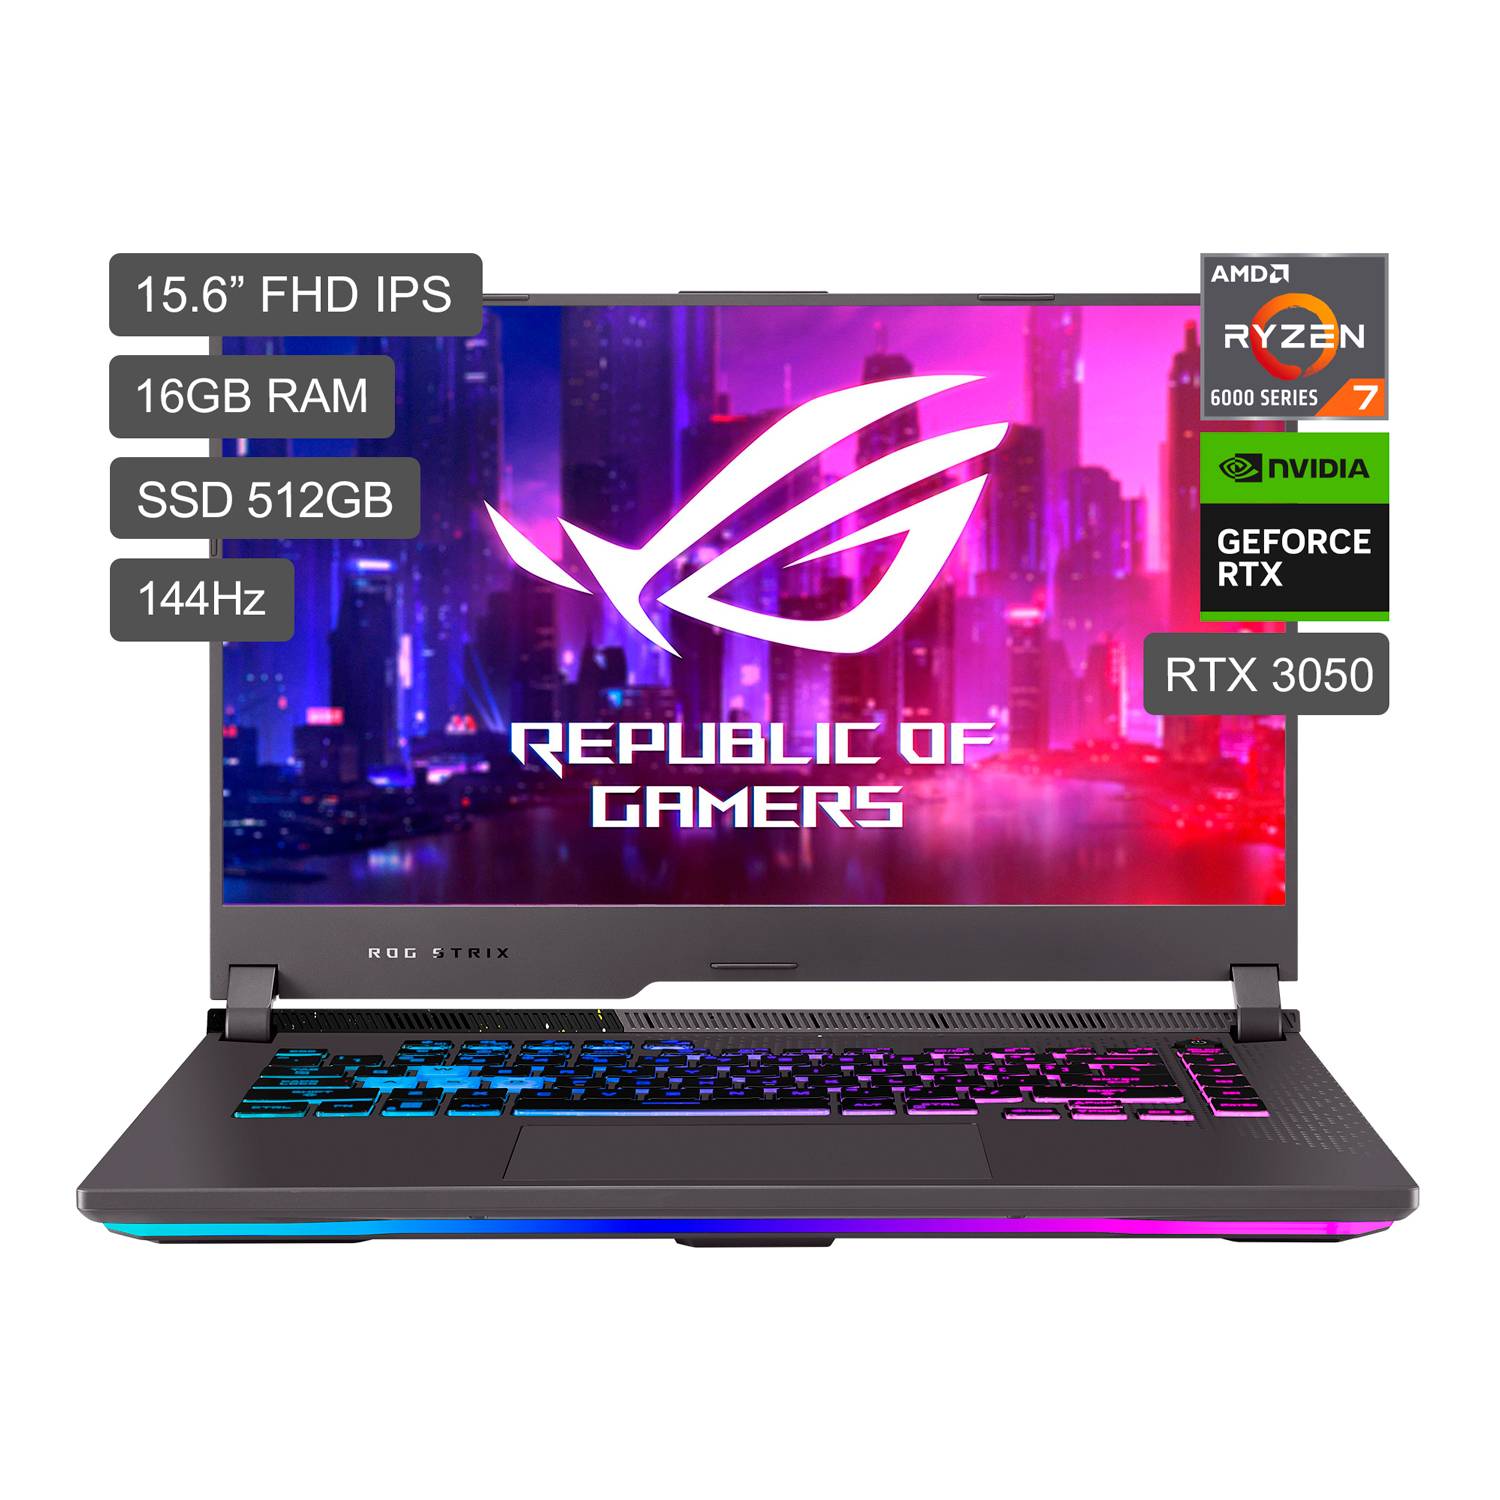 15.6” FHD IPS
16GB RAM
SSD 512GB
144Hz
AMD
RYZEN
6000 SERIES 7
NVIDIA
GEFORCE
RTX
RTX 3050
REPUBLIC OF
GAMERS
ROG STRIX